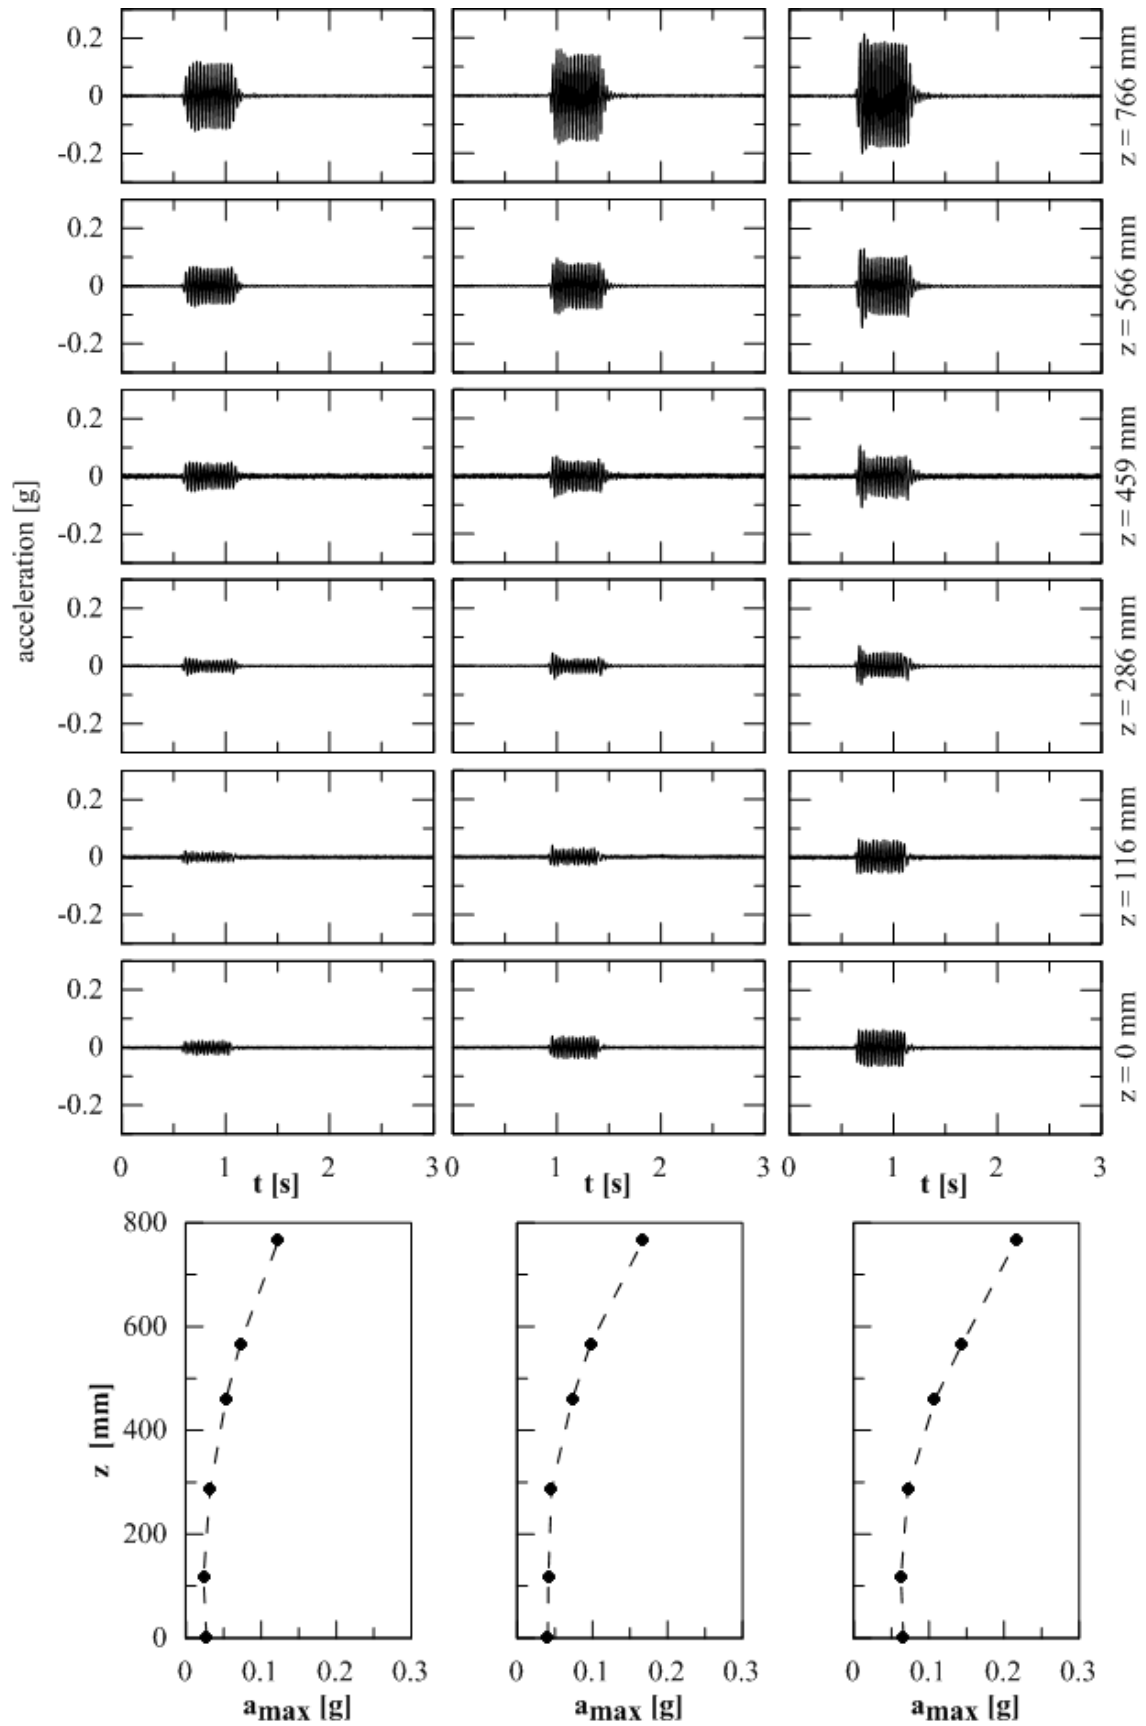 0.2
0
-0.2
z = 766 mm
0.2
0
-0.2
z = 566 mm
0.2
0
-0.2
z = 459 mm
acceleration [g]
0.2
0
-0.2
z = 286 mm
0.2
0
-0.2
z = 116 mm
0.2
0
-0.2
z = 0 mm
0 1 2 3 0 1 2 3 0 1 2 3
t [s] t [s] t [s]
800
600
400
200
0
z [mm]
0 0.1 0.2 0.3 0 0.1 0.2 0.3 0 0.1 0.2 0.3
amax [g] amax [g] amax [g]